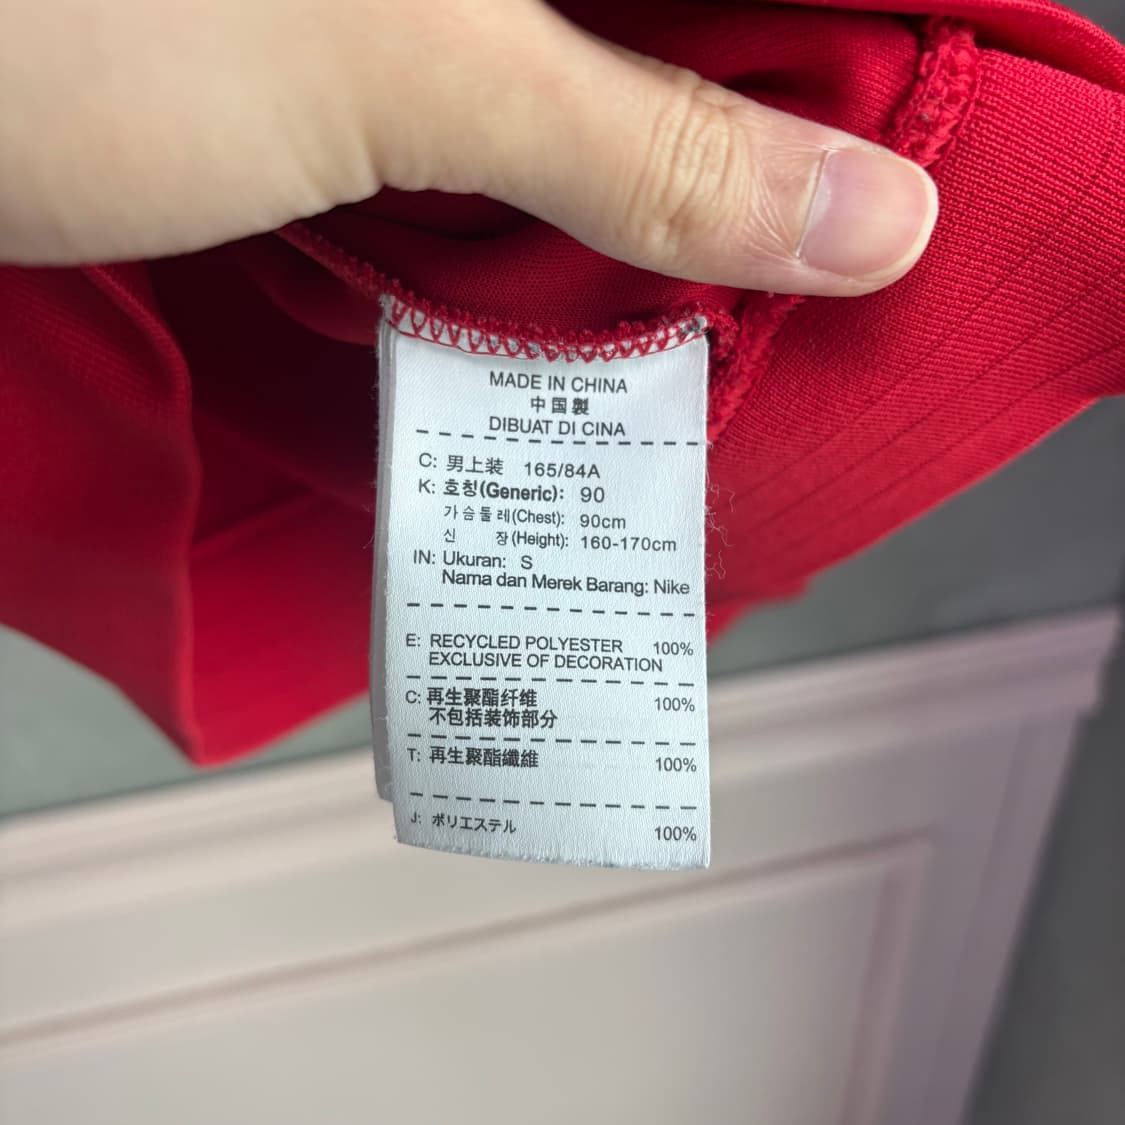 MADE IN CHINA
中国製
DIBUAT DI CINA
C: 男上装 165/84A
K: 호칭(Generic): 90
가슴둘레(Chest): 90cm
신 장(Height): 160-170cm
IN: Ukuran: S
Nama dan Merek Barang: Nike
E: RECYCLED POLYESTER 100%
EXCLUSIVE OF DECORATION
C: 再生聚酯纤维 100%
不包括装饰部分
T: 再生聚酯纖維 100%
J: ポリエステル 100%